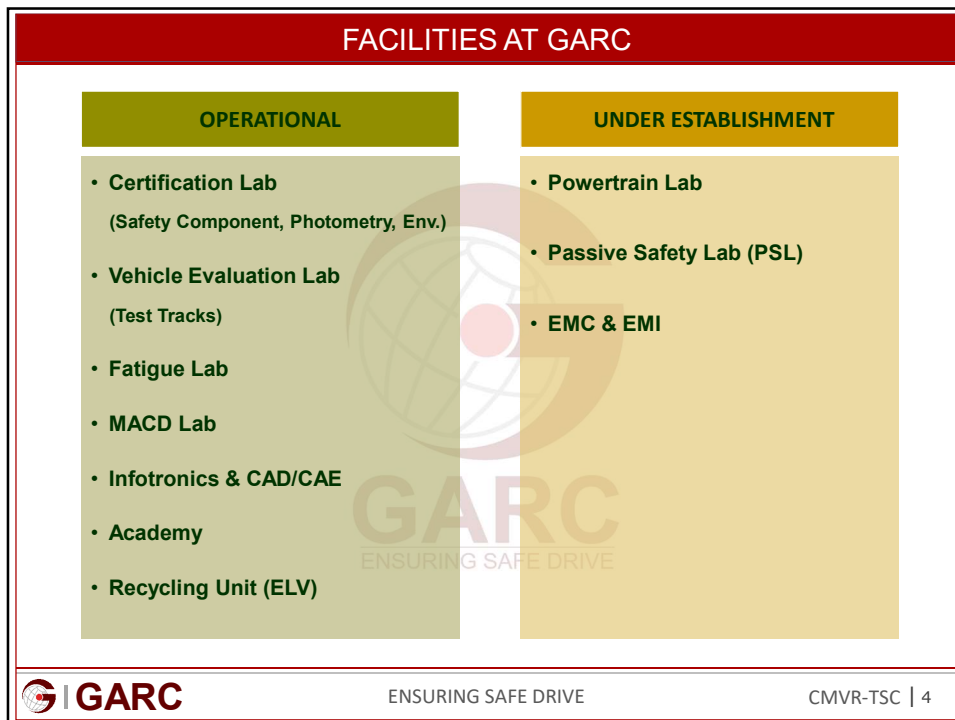 FACILITIES AT GARC
OPERATIONAL
• Certification Lab
(Safety Component, Photometry, Env.)
• Vehicle Evaluation Lab
(Test Tracks)
• Fatigue Lab
• MACD Lab
• Infotronics & CAD/CAE
• Academy
• Recycling Unit (ELV)
UNDER ESTABLISHMENT
• Powertrain Lab
• Passive Safety Lab (PSL)
• EMC & EMI
GARC
ENSURING SAFE DRIVE
GARC
ENSURING SAFE DRIVE
CMVR-TSC | 4